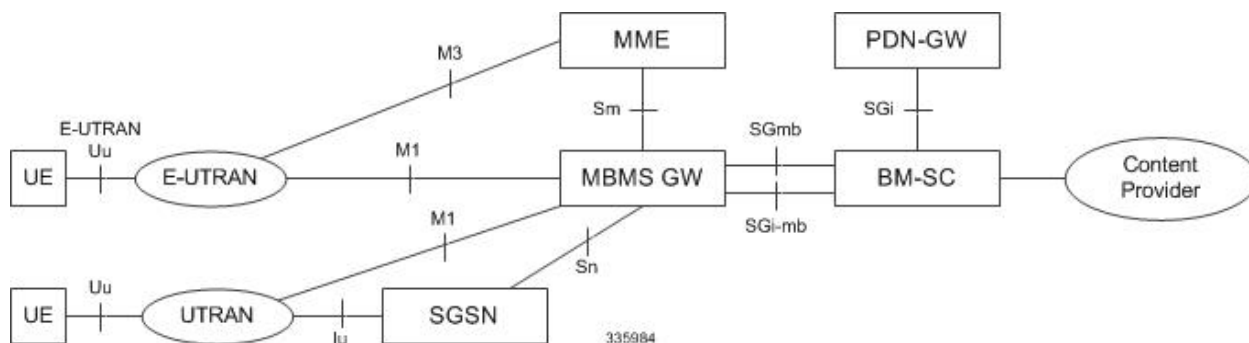 MME
PDN-GW
M3
Sm
SGi
E-UTRAN
Uu
M1
SGmb
UE
E-UTRAN
MBMS GW
BM-SC
Content
Provider
M1
SGi-mb
Sn
Uu
UE
UTRAN
SGSN
Iu
335984